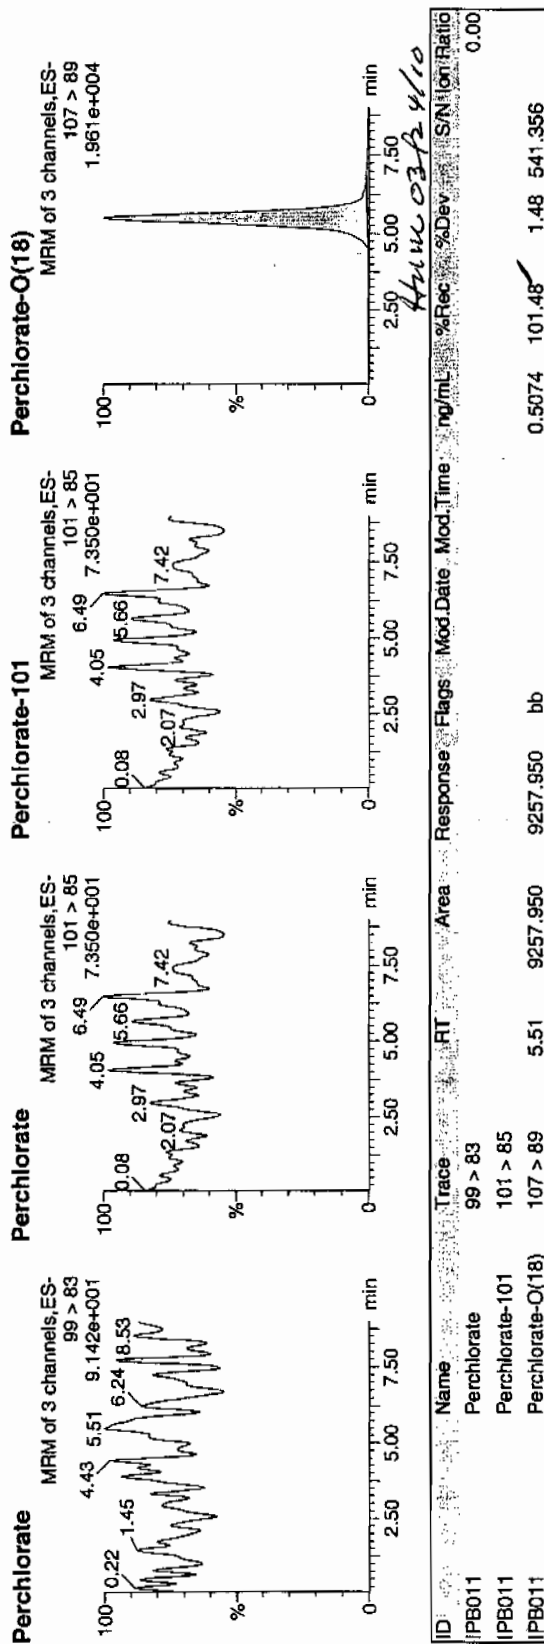 Perchlorate
MRM of 3 channels,ES-
99 > 83
9.142e+001
100
%
0
0.22
1.45
4.43
5.51
6.24
8.53
2.50
5.00
7.50
min
Perchlorate
MRM of 3 channels,ES-
101 > 85
7.350e+001
100
%
0
0.08
2.07
2.97
4.05
5.66
6.49
7.42
2.50
5.00
7.50
min
Perchlorate-101
MRM of 3 channels,ES-
101 > 85
7.350e+001
100
%
0
0.08
2.07
2.97
4.05
5.66
6.49
7.42
2.50
5.00
7.50
min
Perchlorate-O(18)
MRM of 3 channels,ES-
107 > 89
1.961e+004
100
%
0
2.50
5.00
7.50
min
ID Name Trace RT Area Response Flags Mod.Date Mod.Time ng/mL %Rec %Dev S/N Ion Ratio
IPB011 Perchlorate 99 > 83 0.00
IPB011 Perchlorate-101 101 > 85
IPB011 Perchlorate-O(18) 107 > 89 5.51 9257.950 9257.950 bb 0.5074 101.48 1.48 541.356